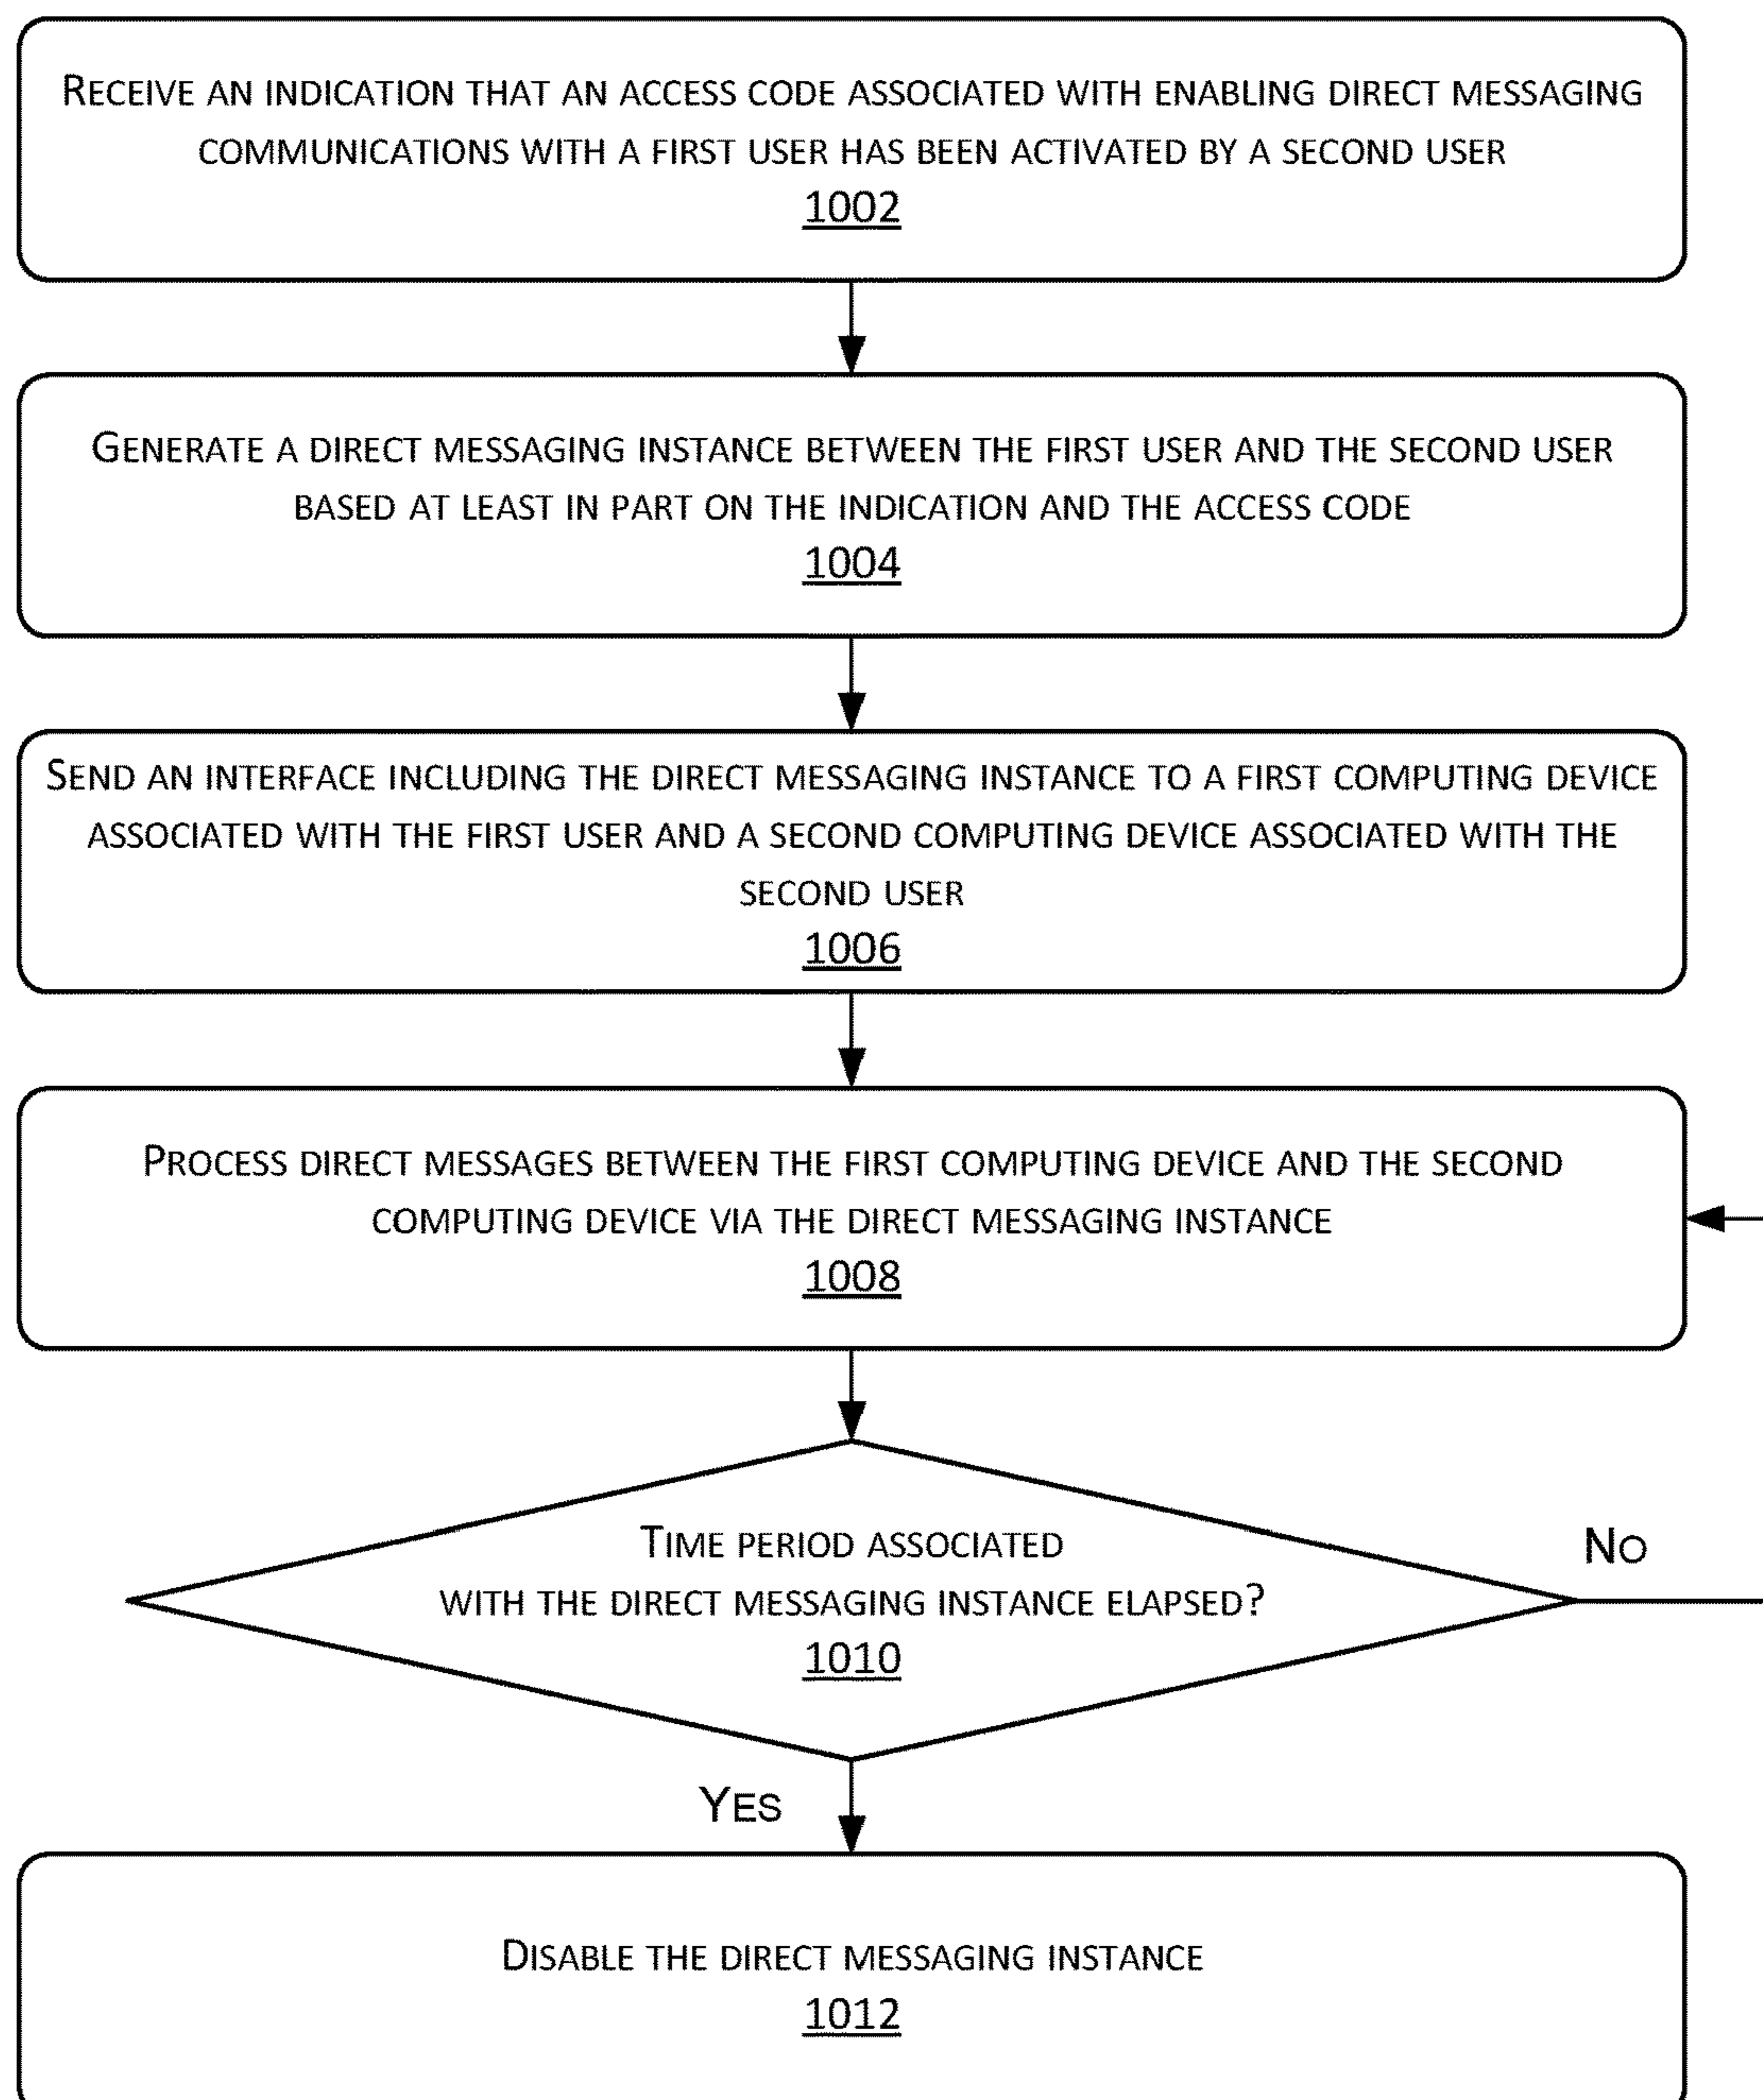 RECEIVE AN INDICATION THAT AN ACCESS CODE ASSOCIATED WITH ENABLING DIRECT MESSAGING
COMMUNICATIONS WITH A FIRST USER HAS BEEN ACTIVATED BY A SECOND USER
1002
GENERATE A DIRECT MESSAGING INSTANCE BETWEEN THE FIRST USER AND THE SECOND USER
BASED AT LEAST IN PART ON THE INDICATION AND THE ACCESS CODE
1004
SEND AN INTERFACE INCLUDING THE DIRECT MESSAGING INSTANCE TO A FIRST COMPUTING DEVICE
ASSOCIATED WITH THE FIRST USER AND A SECOND COMPUTING DEVICE ASSOCIATED WITH THE
SECOND USER
1006
PROCESS DIRECT MESSAGES BETWEEN THE FIRST COMPUTING DEVICE AND THE SECOND
COMPUTING DEVICE VIA THE DIRECT MESSAGING INSTANCE
1008
TIME PERIOD ASSOCIATED
WITH THE DIRECT MESSAGING INSTANCE ELAPSED?
1010
NO
YES
DISABLE THE DIRECT MESSAGING INSTANCE
1012